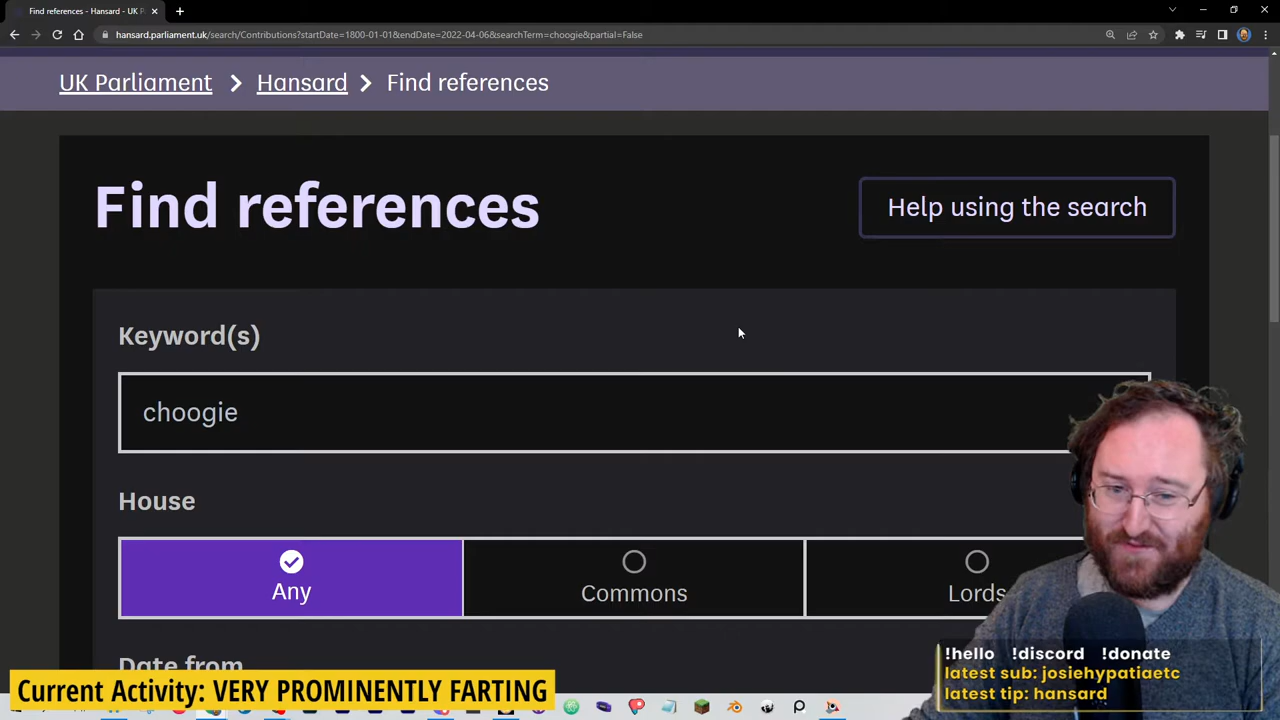 Find references - Hansard - UK P
hansard.parliament.uk/search/Contributions?startDate=1800-01-01&endDate=2022-04-06&searchTerm=choogie&partial=False
UK Parliament > Hansard > Find references
Find references
Help using the search
Keyword(s)
choogie
House
Any
Commons
Lords
Date from
!hello !discord !donate
latest sub: josiehypatiaetc
latest tip: hansard
Current Activity: VERY PROMINENTLY FARTING